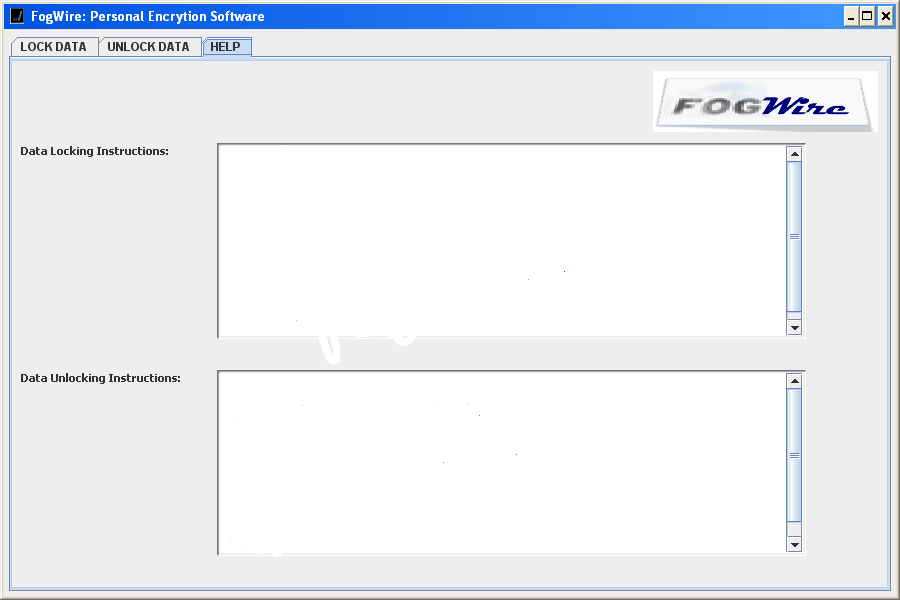 FogWire: Personal Encrytion Software
LOCK DATA
UNLOCK DATA
HELP
FOGWire
Data Locking Instructions:
Data Unlocking Instructions: